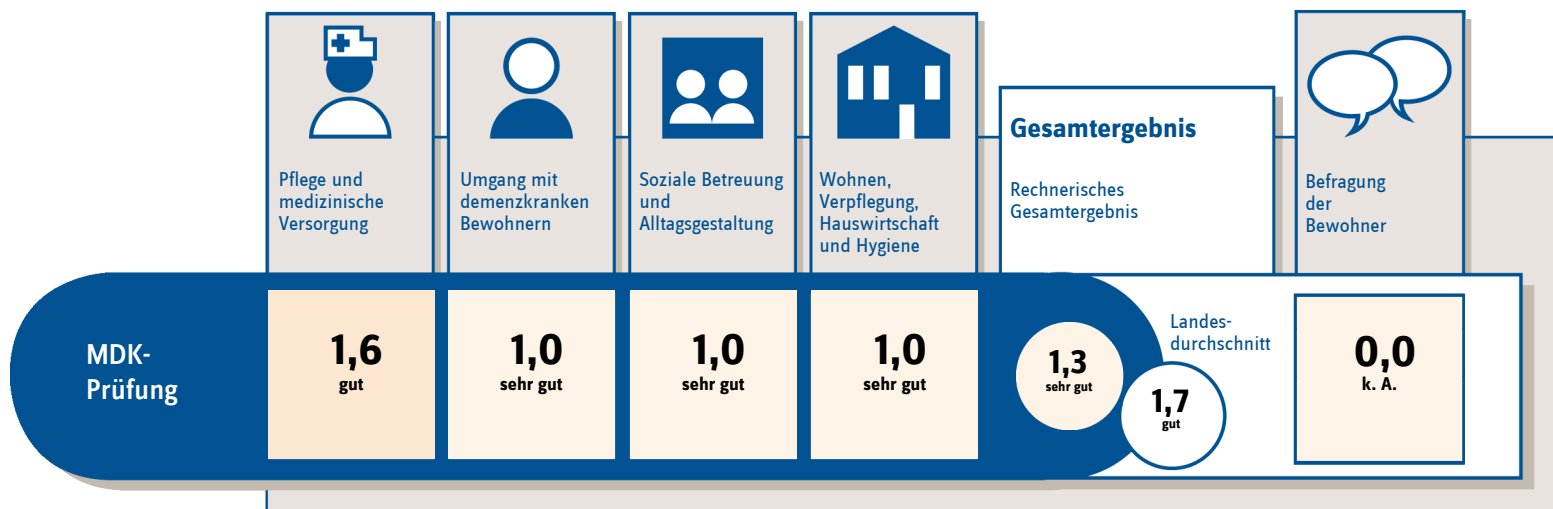 Pflege und
medizinische
Versorgung
Umgang mit
demenzkranken
Bewohnern
Soziale Betreuung
und
Alltagsgestaltung
Wohnen,
Verpflegung,
Hauswirtschaft
und Hygiene
Gesamtergebnis
Rechnerisches
Gesamtergebnis
Befragung
der
Bewohner
MDK-
Prüfung
1,6
gut
1,0
sehr gut
1,0
sehr gut
1,0
sehr gut
1,3
sehr gut
Landes-
durchschnitt
1,7
gut
0,0
k. A.